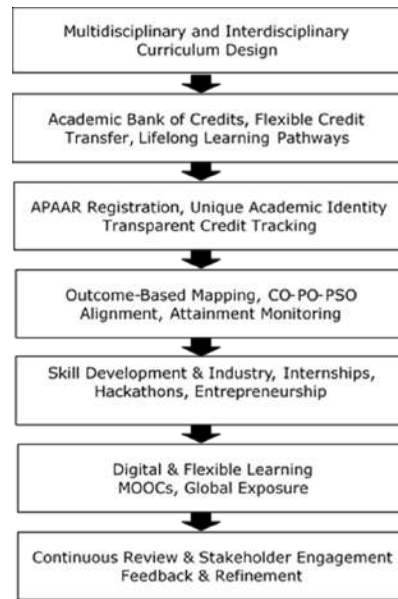 Multidisciplinary and Interdisciplinary
Curriculum Design
Academic Bank of Credits, Flexible Credit
Transfer, Lifelong Learning Pathways
APAAR Registration, Unique Academic Identity
Transparent Credit Tracking
Outcome-Based Mapping, CO-PO-PSO
Alignment, Attainment Monitoring
Skill Development & Industry, Internships,
Hackathons, Entrepreneurship
Digital & Flexible Learning
MOOCs, Global Exposure
Continuous Review & Stakeholder Engagement
Feedback & Refinement